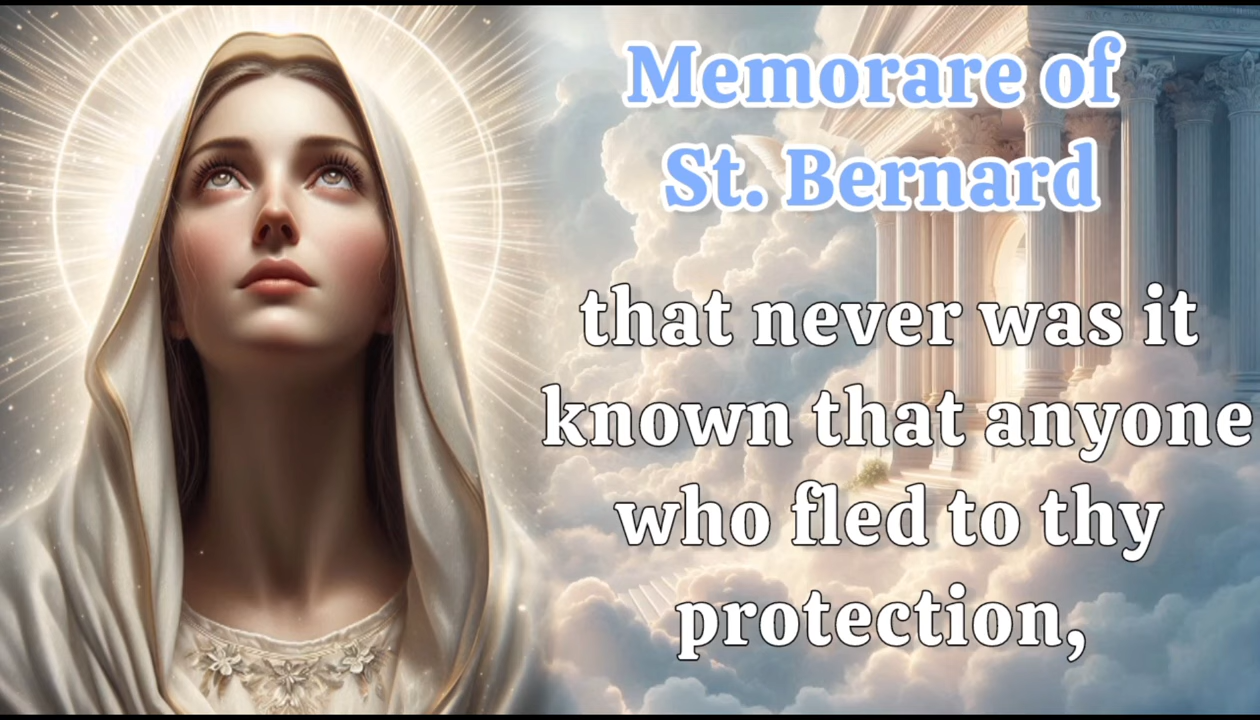 Memorare of
St. Bernard
that never was it
known that anyone
who fled to thy
protection,